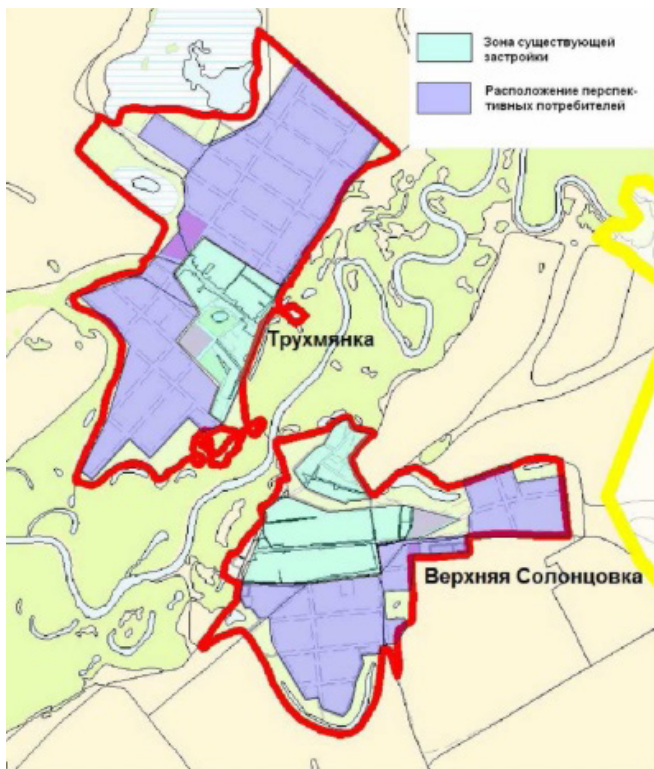 Зона существующей
застройки
Расположение перспек-
тивных потребителей
Трухмянка
Верхняя Солонцовка